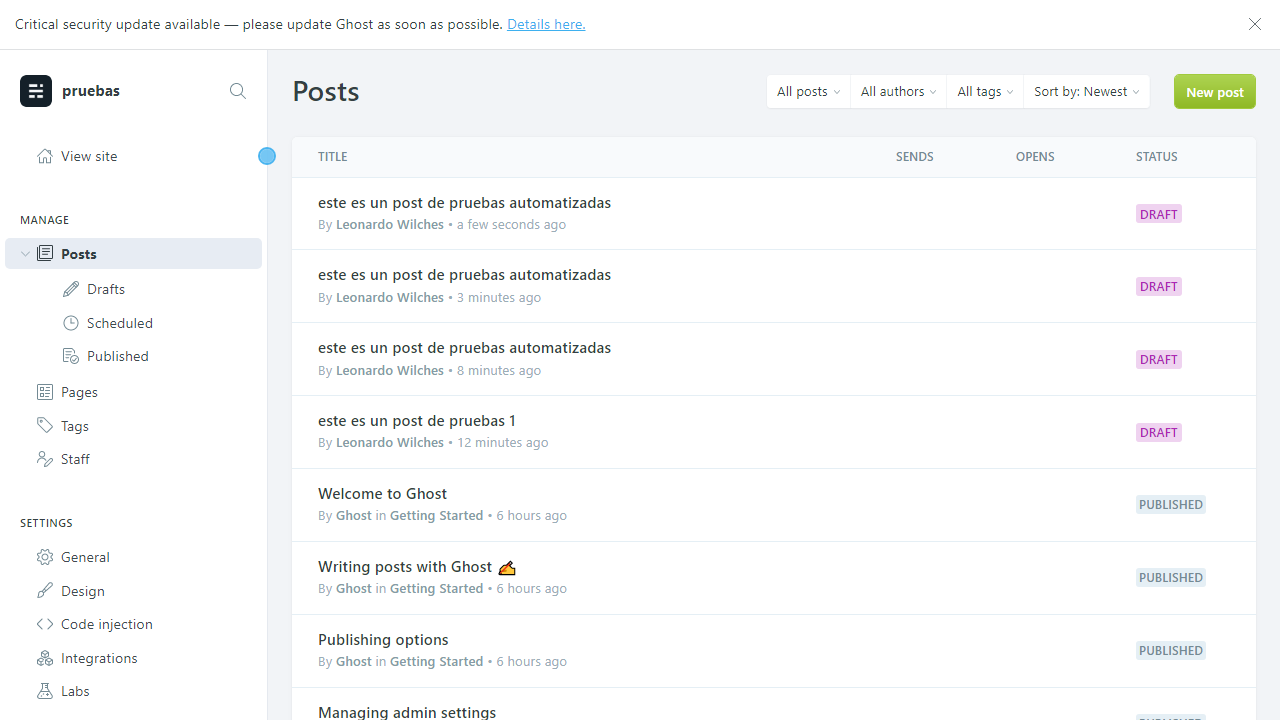 Critical security update available — please update Ghost as soon as possible. Details here.
pruebas
View site
MANAGE
Posts
Drafts
Scheduled
Published
Pages
Tags
Staff
SETTINGS
General
Design
Code injection
Integrations
Labs
Posts
All posts
All authors
All tags
Sort by: Newest
New post
TITLE SENDS OPENS STATUS
este es un post de pruebas automatizadas
By Leonardo Wilches • a few seconds ago
DRAFT
este es un post de pruebas automatizadas
By Leonardo Wilches • 3 minutes ago
DRAFT
este es un post de pruebas automatizadas
By Leonardo Wilches • 8 minutes ago
DRAFT
este es un post de pruebas 1
By Leonardo Wilches • 12 minutes ago
DRAFT
Welcome to Ghost
By Ghost in Getting Started • 6 hours ago
PUBLISHED
Writing posts with Ghost ✍️
By Ghost in Getting Started • 6 hours ago
PUBLISHED
Publishing options
By Ghost in Getting Started • 6 hours ago
PUBLISHED
Managing admin settings